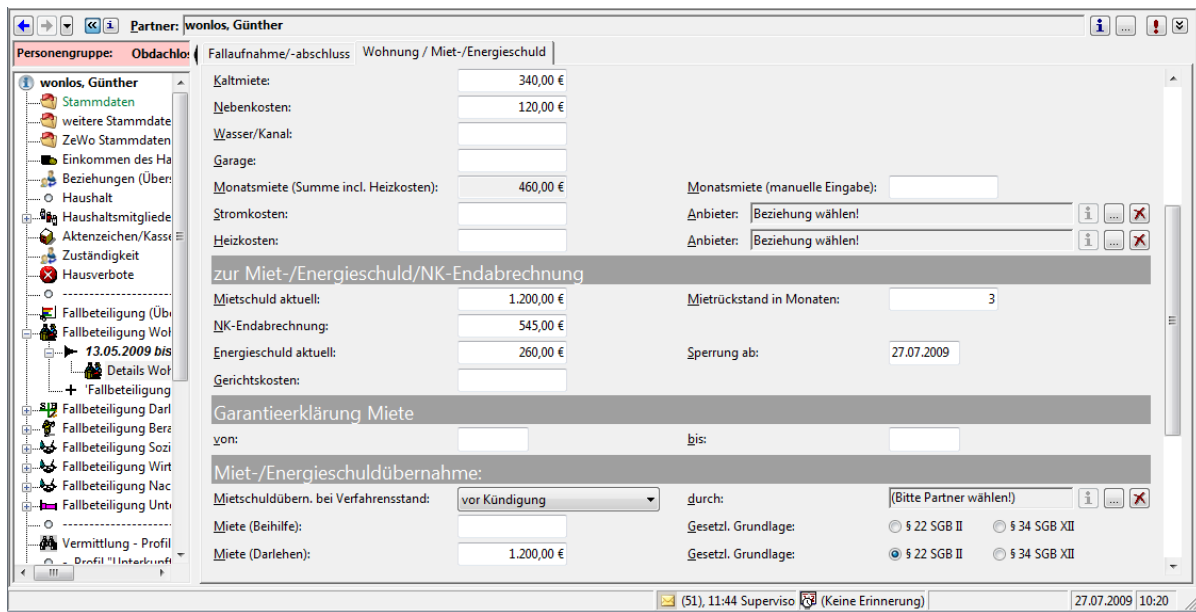 Partner: wonlos, Günther
Personengruppe: Obdachlo
Fallaufnahme/-abschluss Wohnung / Miet-/Energieschuld
wonlos, Günther
Stammdaten
weitere Stammdate
ZeWo Stammdaten
Einkommen des Ha
Beziehungen (Über
Haushalt
Haushaltsmitgliede
Aktenzeichen/Kasse
Zuständigkeit
Hausverbote
--------------------
Fallbeteiligung (Üb
Fallbeteiligung Wo
13.05.2009 bis
Details Wo
'Fallbeteiligung
Fallbeteiligung Darl
Fallbeteiligung Bera
Fallbeteiligung Sozi
Fallbeteiligung Wirt
Fallbeteiligung Nac
Fallbeteiligung Unt
--------------------
Vermittlung - Profil
- Profil "Unterkunft
Kaltmiete: 340,00 €
Nebenkosten: 120,00 €
Wasser/Kanal:
Garage:
Monatsmiete (Summe incl. Heizkosten): 460,00 € Monatsmiete (manuelle Eingabe):
Stromkosten: Anbieter: Beziehung wählen! ...
Heizkosten: Anbieter: Beziehung wählen! ...
zur Miet-/Energieschuld/NK-Endabrechnung
Mietschuld aktuell: 1.200,00 € Mietrückstand in Monaten: 3
NK-Endabrechnung: 545,00 €
Energieschuld aktuell: 260,00 € Sperrung ab: 27.07.2009
Gerichtskosten:
Garantieerklärung Miete
von: bis:
Miet-/Energieschuldübernahme:
Mietschuldübern. bei Verfahrensstand: vor Kündigung durch: (Bitte Partner wählen!) ...
Miete (Beihilfe): Gesetzl. Grundlage: § 22 SGB II § 34 SGB XII
Miete (Darlehen): 1.200,00 € Gesetzl. Grundlage: § 22 SGB II § 34 SGB XII
(51), 11:44 Superviso (Keine Erinnerung) 27.07.2009 10:20